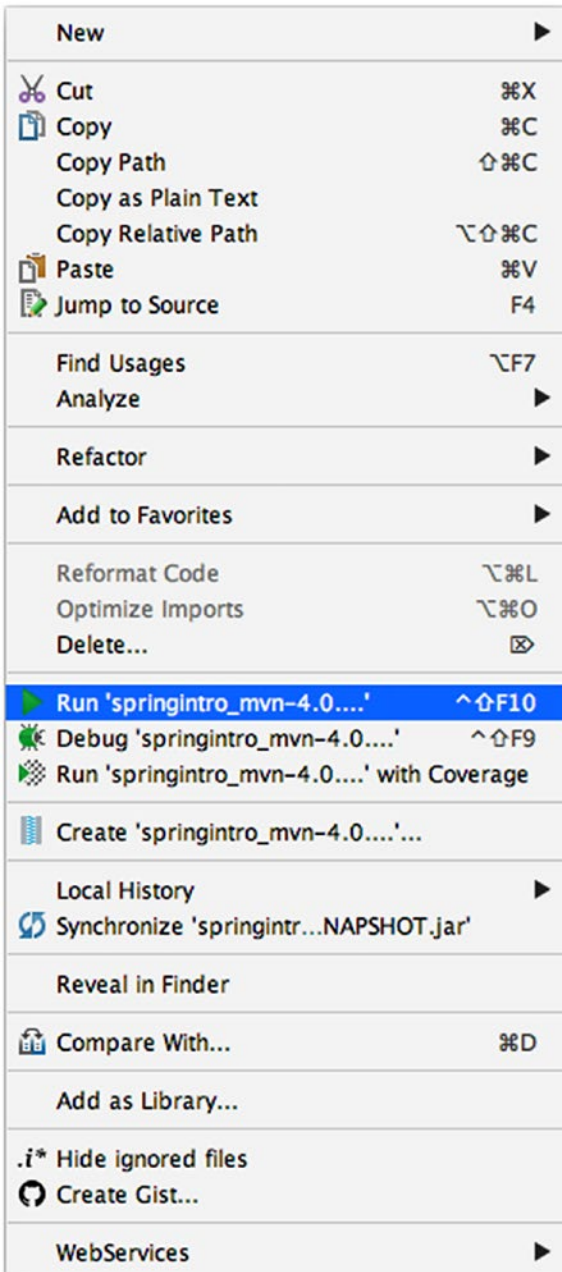 New ▶
Cut ⌘X
Copy ⌘C
Copy Path ⇧⌘C
Copy as Plain Text
Copy Relative Path ⌥⇧⌘C
Paste ⌘V
Jump to Source F4
Find Usages ⌥F7
Analyze ▶
Refactor ▶
Add to Favorites ▶
Reformat Code ⌥⌘L
Optimize Imports ⌥⌘O
Delete... ⌦
Run 'springintro_mvn-4.0....' ^⇧F10
Debug 'springintro_mvn-4.0....' ^⇧F9
Run 'springintro_mvn-4.0....' with Coverage
Create 'springintro_mvn-4.0....'...
Local History ▶
Synchronize 'springintr...NAPSHOT.jar'
Reveal in Finder
Compare With... ⌘D
Add as Library...
.i* Hide ignored files
Create Gist...
WebServices ▶